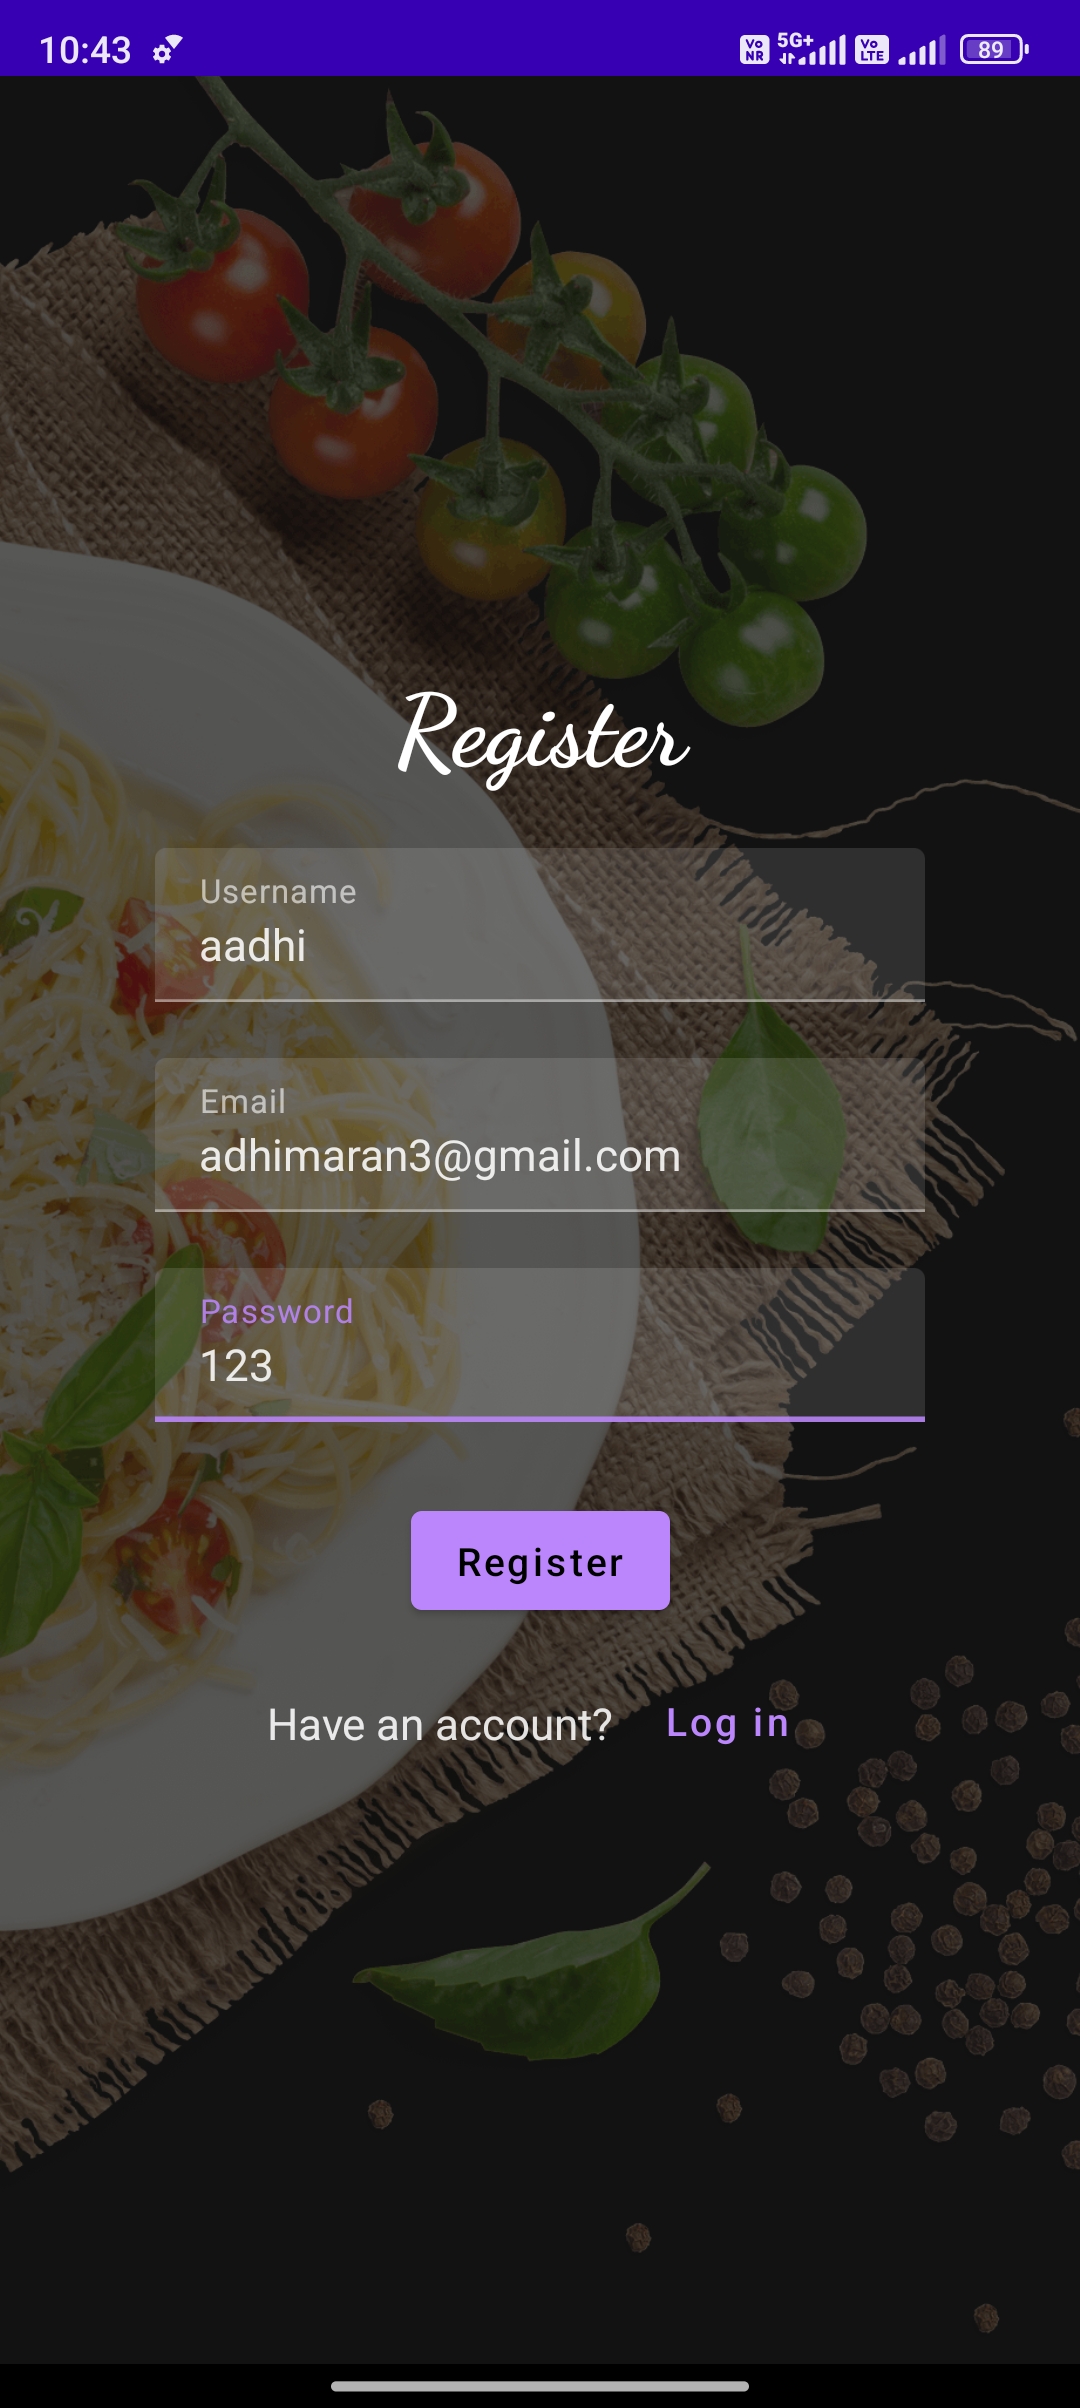 10:43 Vo NR 5G+ Vo LTE 89
Register
Username
aadhi
Email
adhimaran3@gmail.com
Password
123
Register
Have an account? Log in